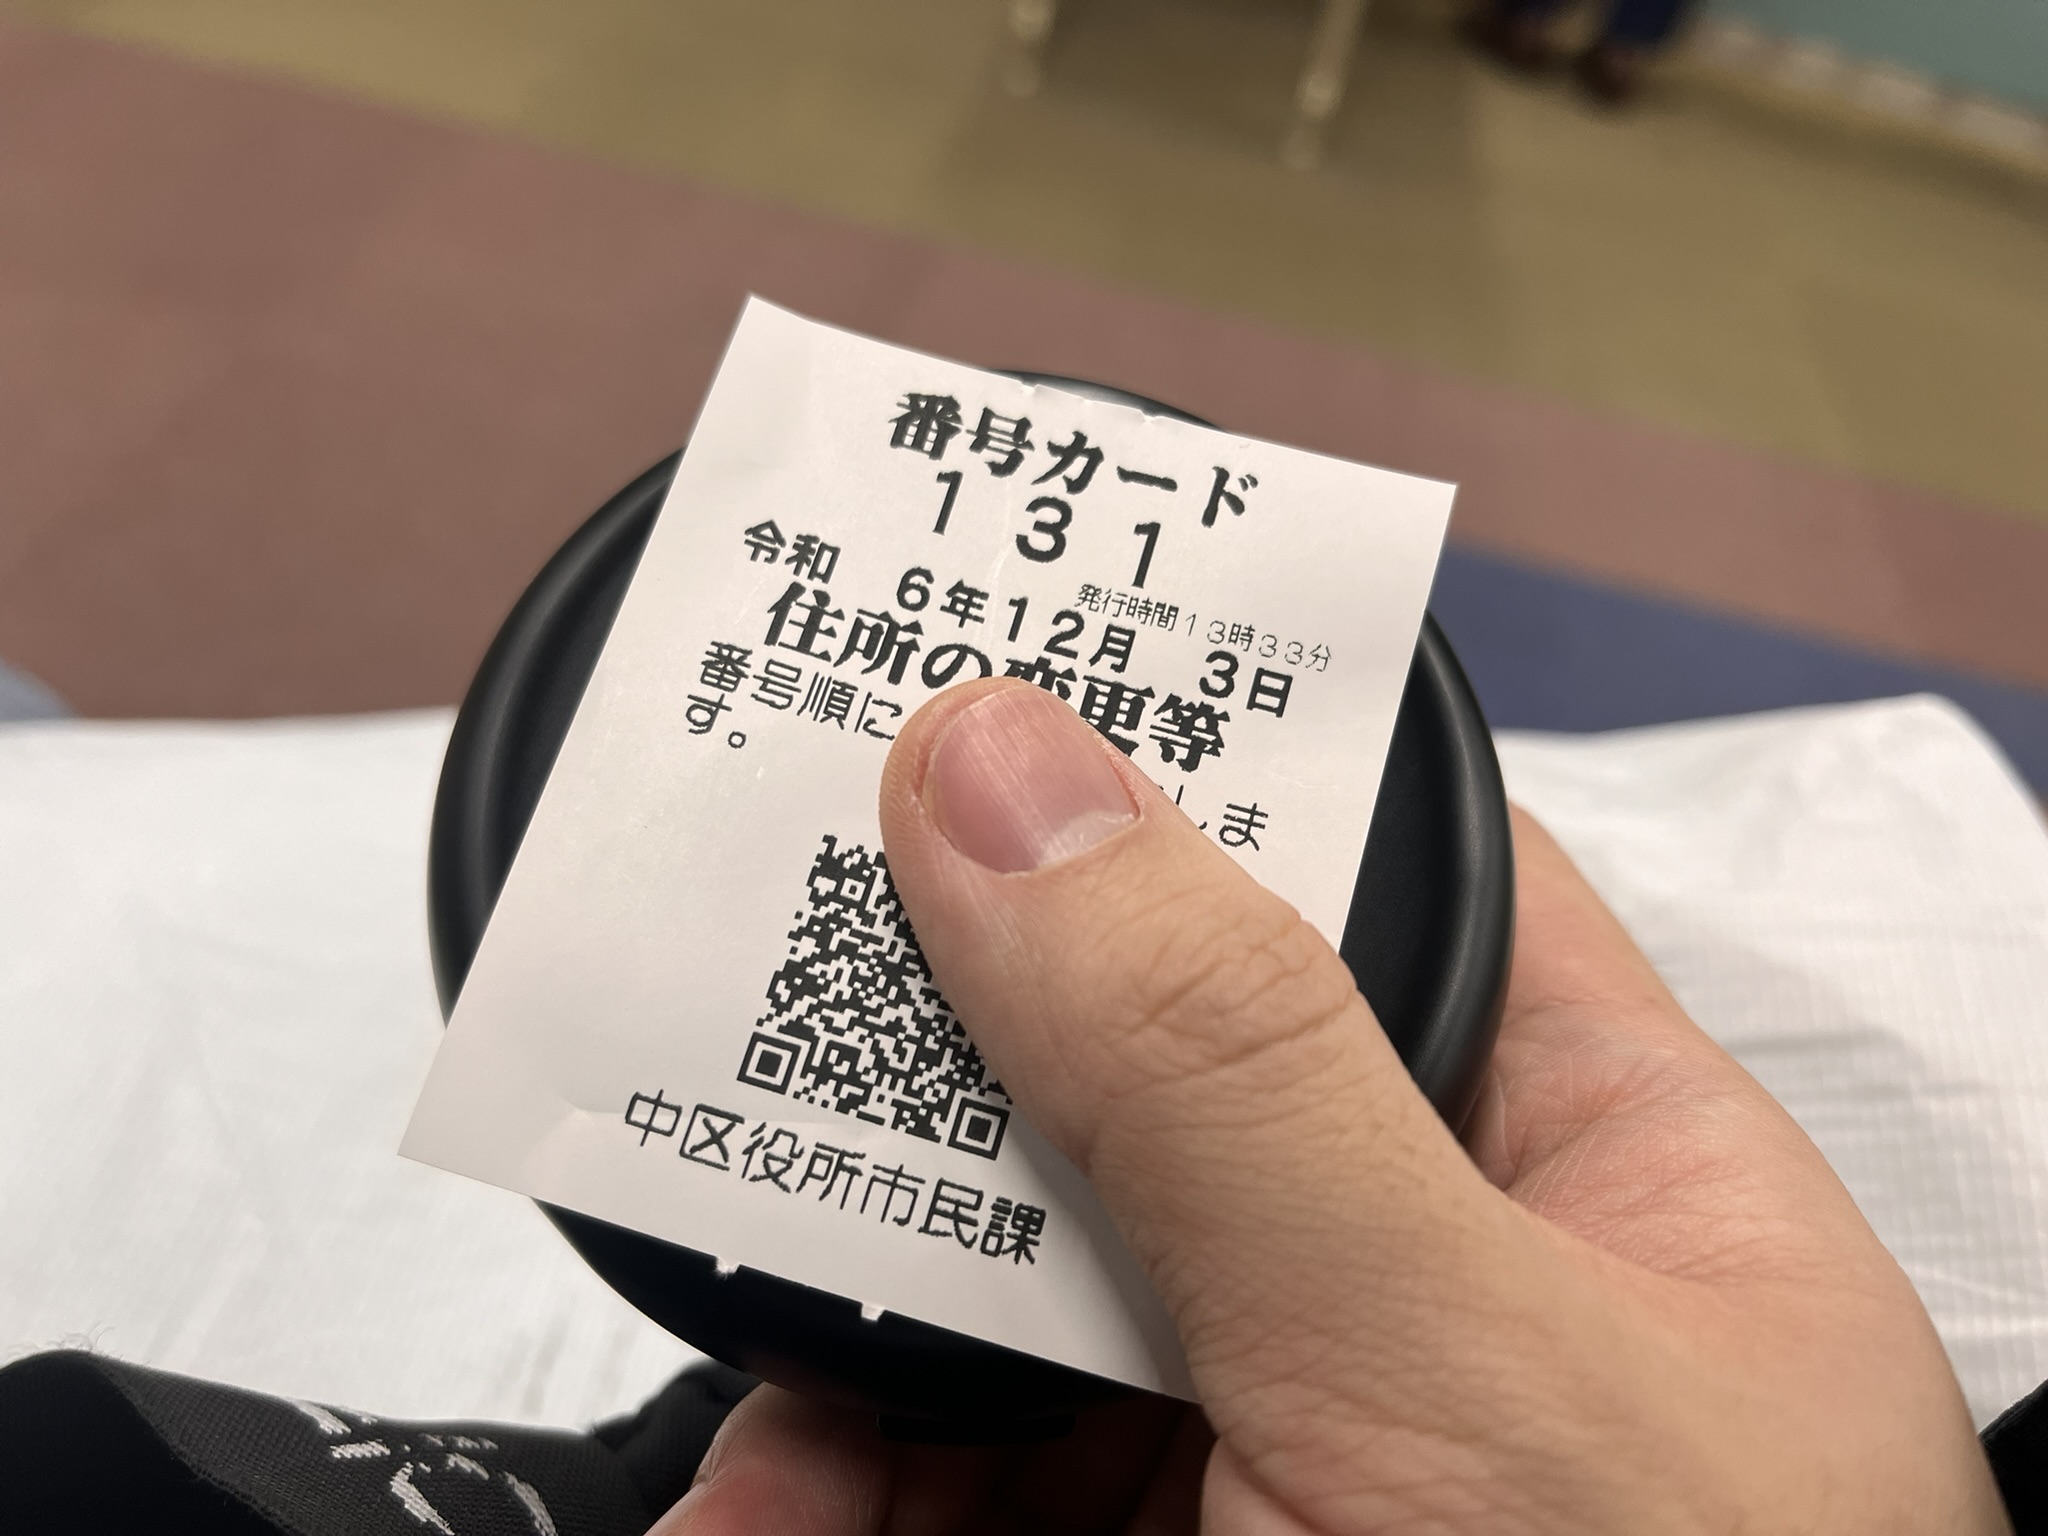 番号カード
131
発行時間13時33分
令和 6年12月 3日
住所の変更等
番号順に
しま
す。
中区役所市民課